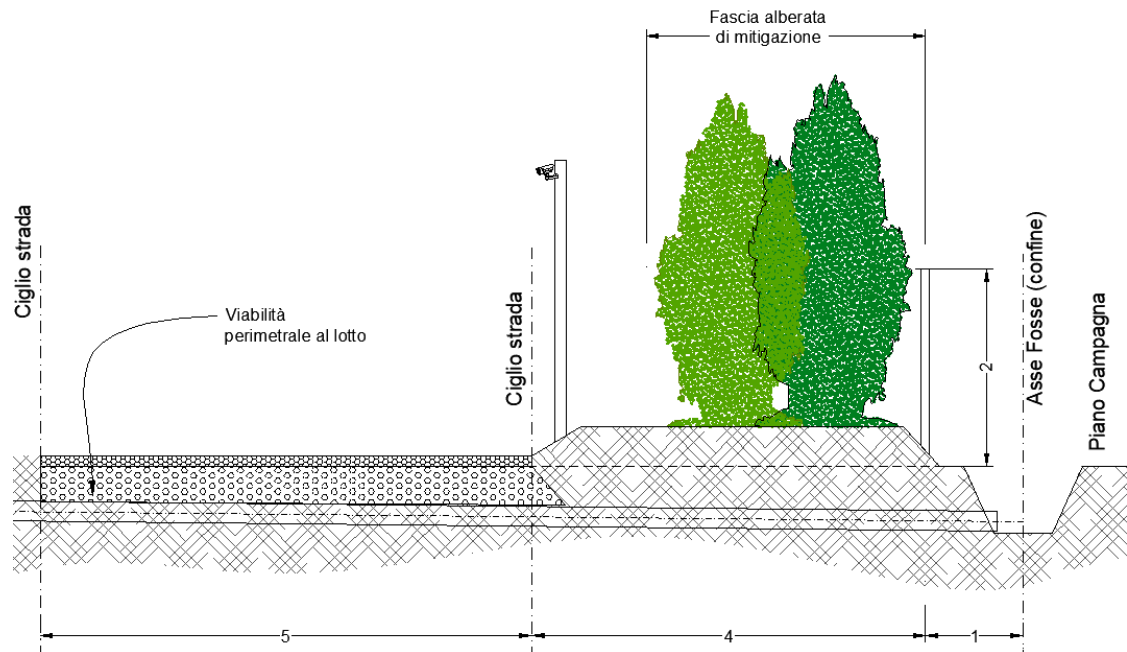 Fascia alberata
di mitigazione
Ciglio strada
Viabilità
perimetrale al lotto
Ciglio strada
2
Asse Fosse (confine)
Piano Campagna
5
4
1